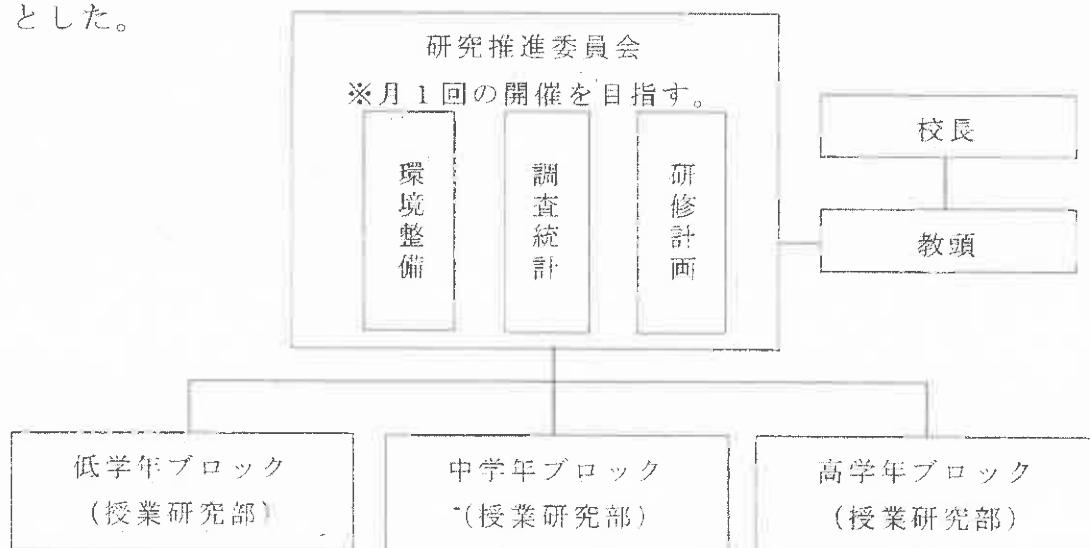 とした。
研究推進委員会
※月1回の開催を目指す。
環境整備
調査統計
研修計画
校長
教頭
低学年ブロック
(授業研究部)
中学年ブロック
(授業研究部)
高学年ブロック
(授業研究部)